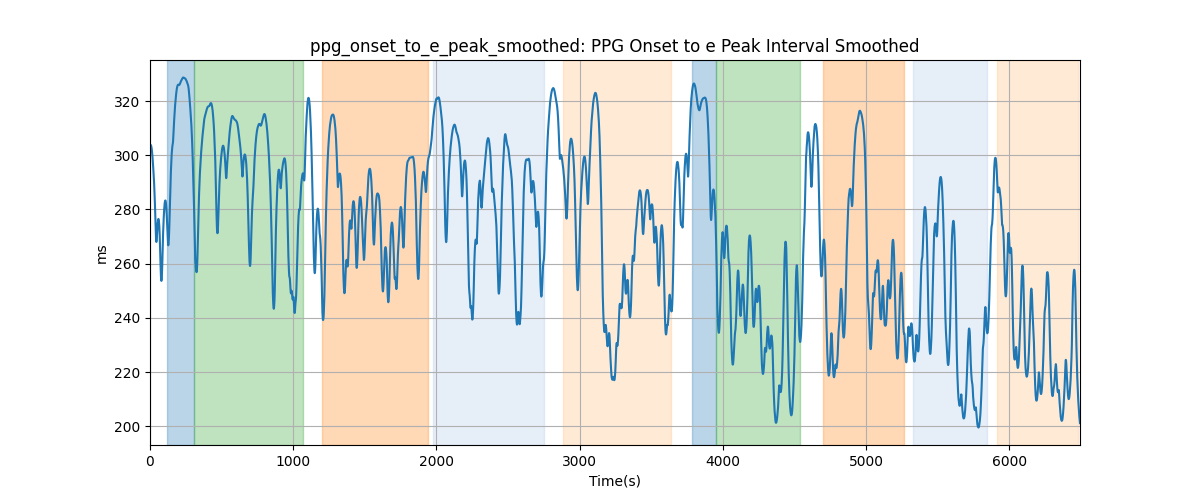 ppg_onset_to_e_peak_smoothed: PPG Onset to e Peak Interval Smoothed
320
300
280
260
240
220
200
ms
0 1000 2000 3000 4000 5000 6000
Time(s)